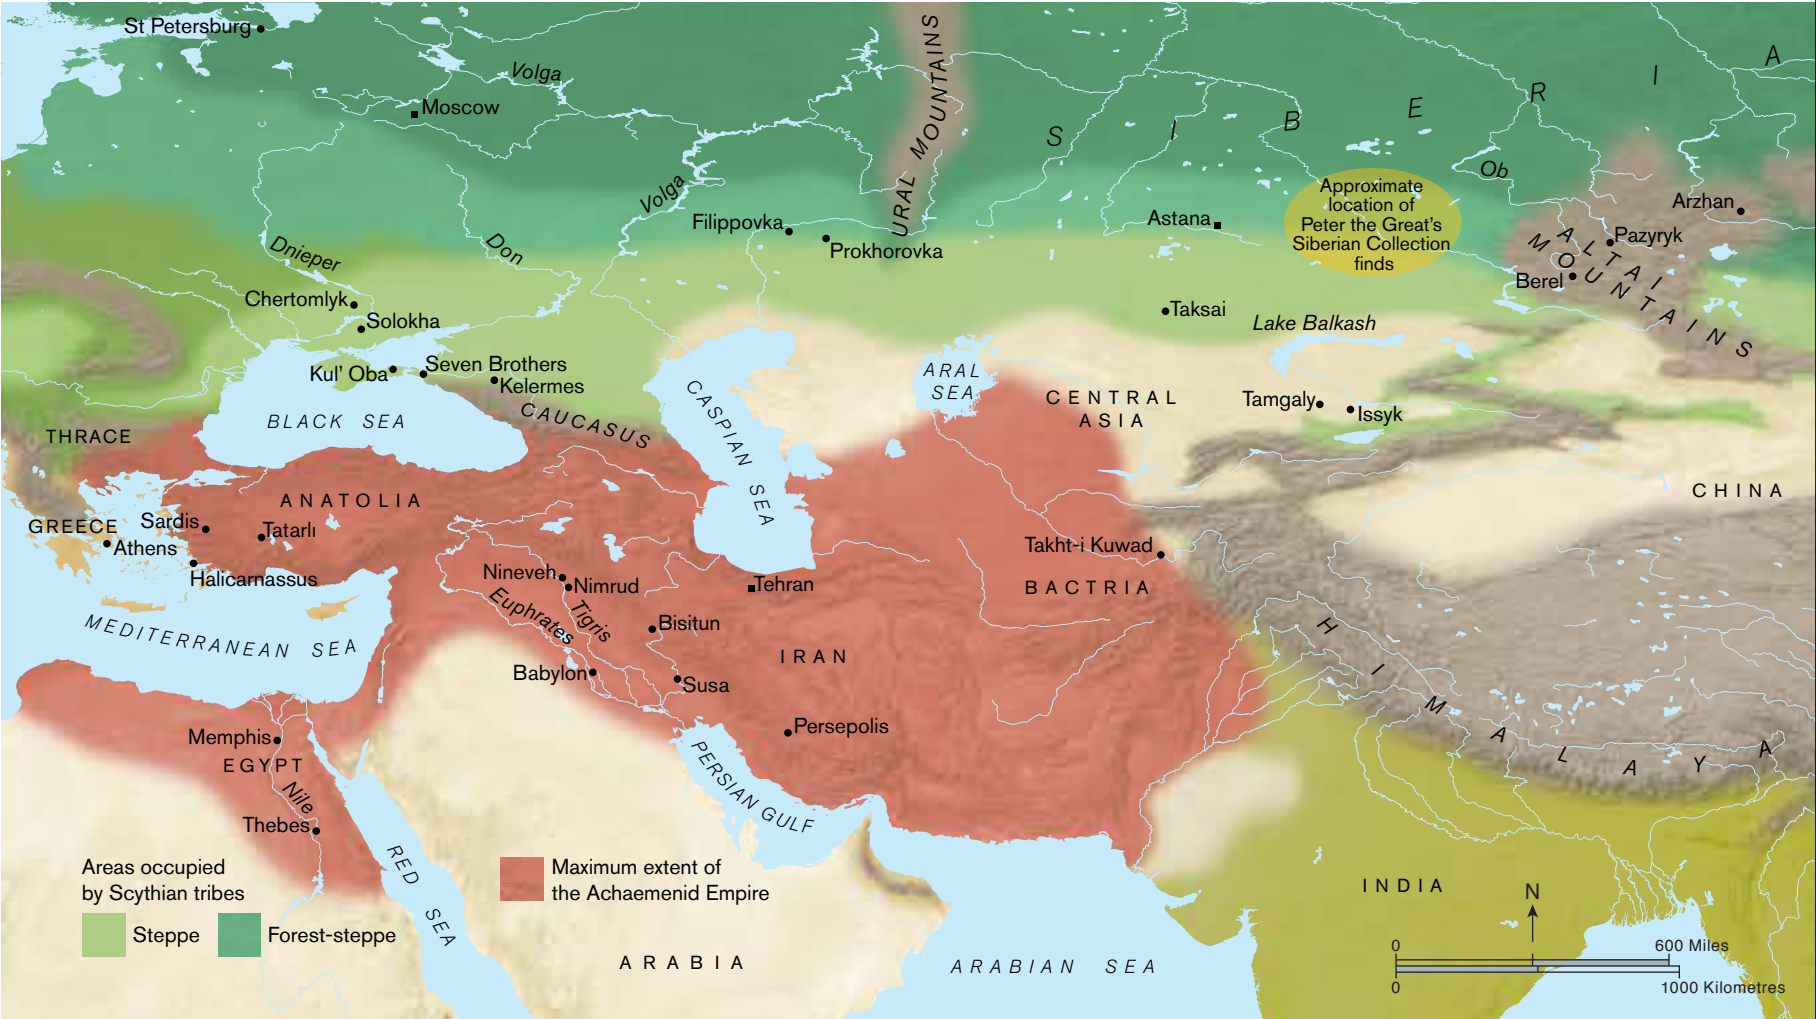 St Petersburg
Volga
Moscow
URAL MOUNTAINS
S I B E R I A
Volga
Ob
Approximate
location of
Peter the Great's
Siberian Collection
finds
Arzhan
Filippovka
Prokhorovka
Astana
Pazyryk
ALTAI
MOUNTAINS
Berel
Dnieper
Don
Chertomlyk
Solokha
Taksai
Lake Balkash
Kul' Oba
Seven Brothers
Kelermes
ARAL
SEA
CENTRAL
ASIA
Tamgaly
Issyk
BLACK SEA
CAUCASUS
CASPIAN SEA
THRACE
CHINA
ANATOLIA
GREECE
Sardis
Tatarlı
Athens
Halicarnassus
Takht-i Kuwad
BACTRIA
Nineveh
Nimrud
Tehran
Euphrates
Tigris
Bisitun
MEDITERRANEAN SEA
IRAN
HIMALAYA
Babylon
Susa
Persepolis
Memphis
EGYPT
Nile
Thebes
PERSIAN GULF
RED SEA
Areas occupied
by Scythian tribes
Steppe
Forest-steppe
Maximum extent of
the Achaemenid Empire
INDIA
N
ARABIA
ARABIAN SEA
0 600 Miles
0 1000 Kilometres